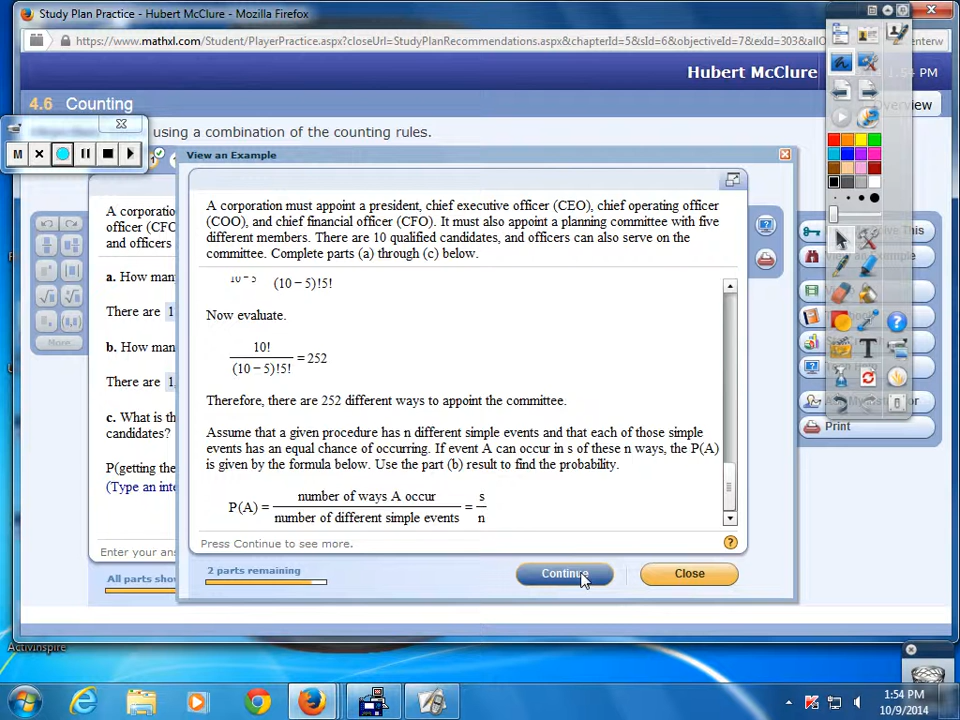 Study Plan Practice - Hubert McClure - Mozilla Firefox
https://www.mathxl.com/Student/PlayerPractice.aspx?closeUrl=StudyPlanRecommendations.aspx&chapterId=5&sId=6&objectiveId=7&exId=303&all
Hubert McClure
1:54 PM
4.6 Counting
using a combination of the counting rules.
M
View an Example
A corporation must appoint a president, chief executive officer (CEO), chief operating officer
(COO), and chief financial officer (CFO). It must also appoint a planning committee with five
different members. There are 10 qualified candidates, and officers can also serve on the
committee. Complete parts (a) through (c) below.
10 − 5 (10 − 5)!5!
Now evaluate.
10!
(10 − 5)!5!
= 252
Therefore, there are 252 different ways to appoint the committee.
Assume that a given procedure has n different simple events and that each of those simple
events has an equal chance of occurring. If event A can occur in s of these n ways, the P(A)
is given by the formula below. Use the part (b) result to find the probability.
P(A) = number of ways A occur / number of different simple events = s / n
Press Continue to see more.
2 parts remaining
Continue
Close
A corporatio
officer (CFC
and officers
a. How man
There are 1
b. How man
There are 1,
c. What is th
candidates?
P(getting the
(Type an inte
Enter your ans
All parts show
More...
Print
T
ActivInspire
1:54 PM
10/9/2014